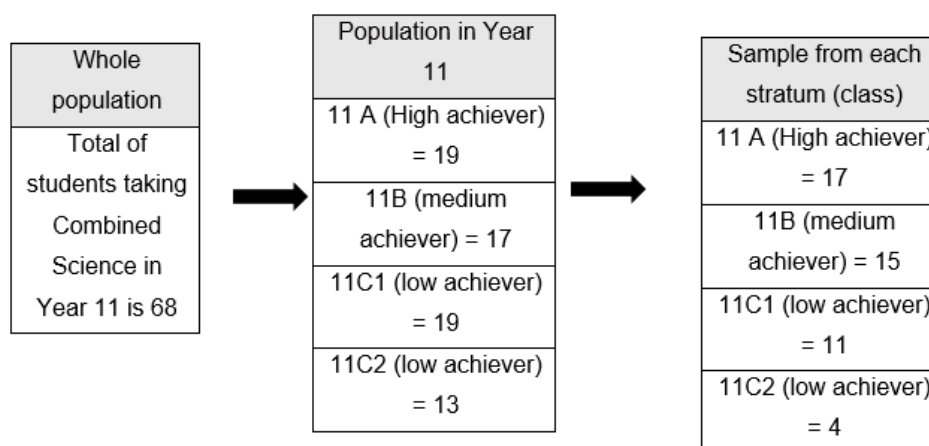 Whole
population
Total of
students taking
Combined
Science in
Year 11 is 68
Population in Year
11
11 A (High achiever)
= 19
11B (medium
achiever) = 17
11C1 (low achiever)
= 19
11C2 (low achiever)
= 13
Sample from each
stratum (class)
11 A (High achiever)
= 17
11B (medium
achiever) = 15
11C1 (low achiever)
= 11
11C2 (low achiever)
= 4